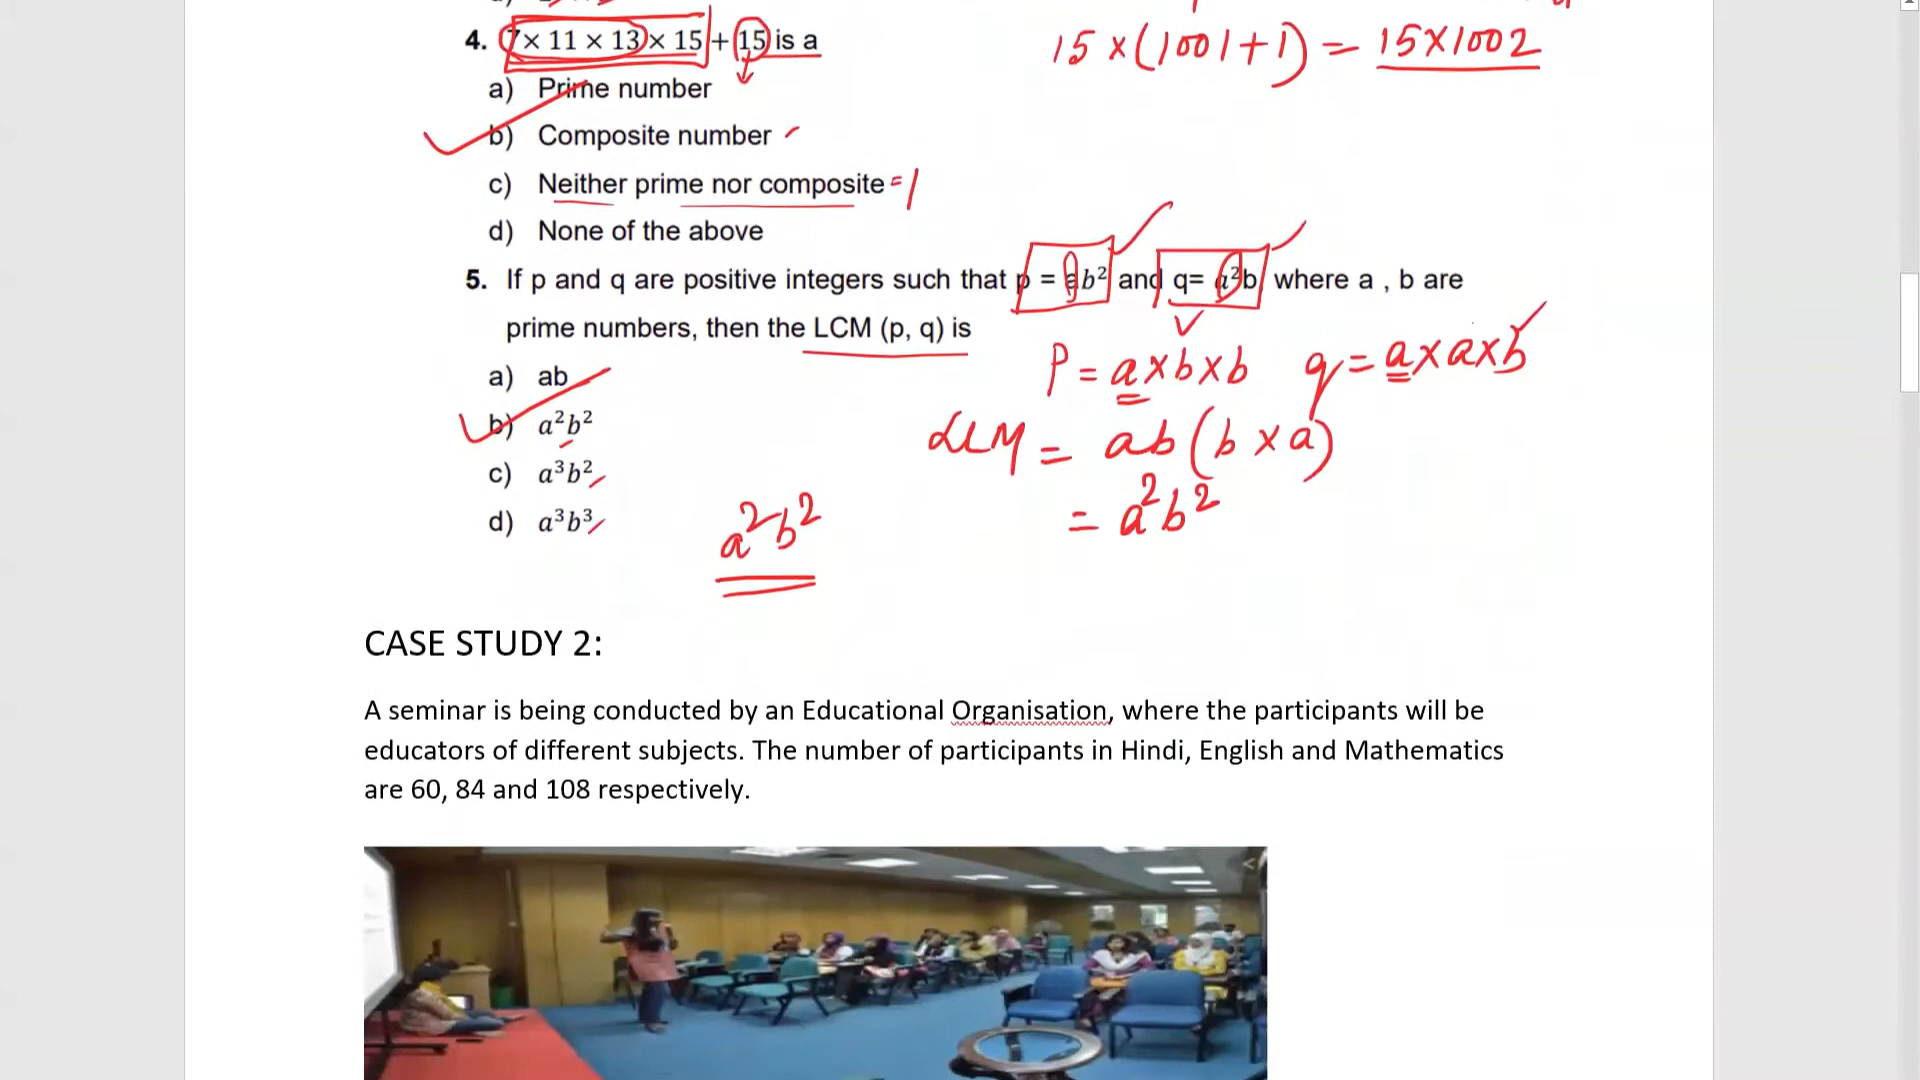 4. 7× 11 × 13 × 15 + 15 is a
15 × (1001 + 1) = 15×1002
a) Prime number
b) Composite number
c) Neither prime nor composite = 1
d) None of the above
5. If p and q are positive integers such that p = ab² and q= a²b where a , b are
prime numbers, then the LCM (p, q) is
P = a×b×b q = a×a×b
a) ab
b) a²b²
LCM = ab(b × a)
c) a³b²
= a²b²
d) a³b³
a²b²
CASE STUDY 2:
A seminar is being conducted by an Educational Organisation, where the participants will be
educators of different subjects. The number of participants in Hindi, English and Mathematics
are 60, 84 and 108 respectively.